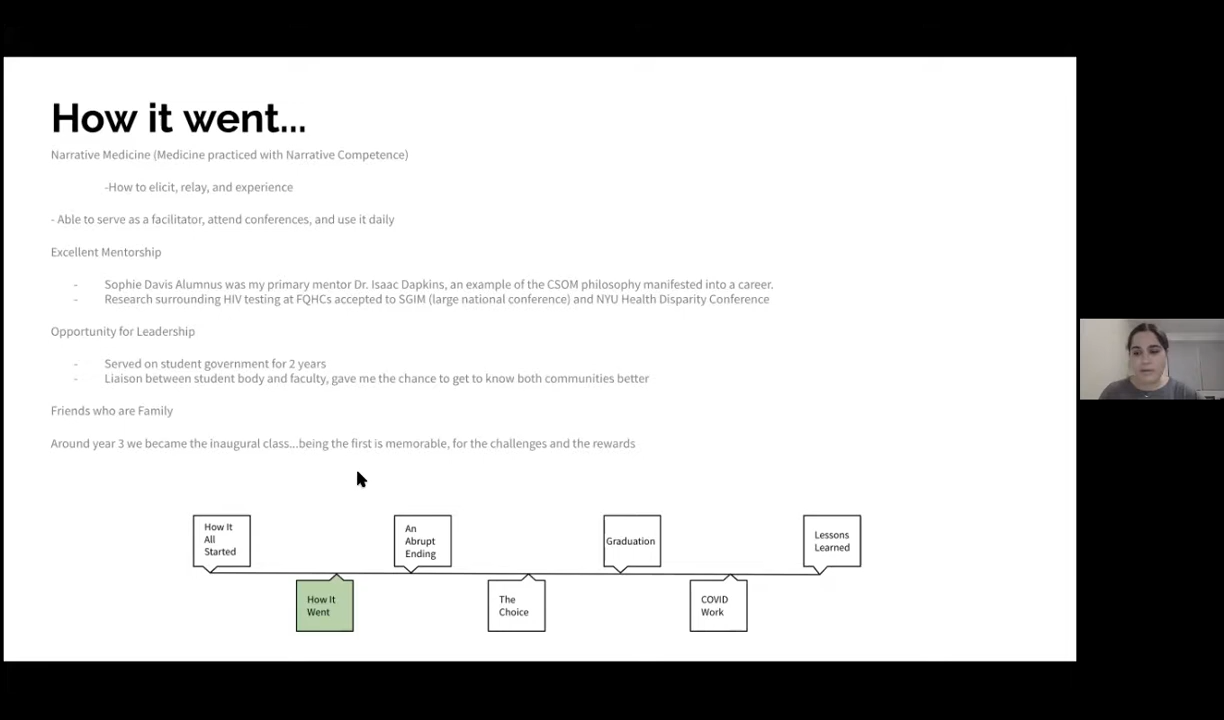 How it went...
Narrative Medicine (Medicine practiced with Narrative Competence)
-How to elicit, relay, and experience
- Able to serve as a facilitator, attend conferences, and use it daily
Excellent Mentorship
- Sophie Davis Alumnus was my primary mentor Dr. Isaac Dapkins, an example of the CSOM philosophy manifested into a career.
- Research surrounding HIV testing at FQHCs accepted to SGIM (large national conference) and NYU Health Disparity Conference
Opportunity for Leadership
- Served on student government for 2 years
- Liaison between student body and faculty, gave me the chance to get to know both communities better
Friends who are Family
Around year 3 we became the inaugural class...being the first is memorable, for the challenges and the rewards
How It
All
Started
An
Abrupt
Ending
Graduation
Lessons
Learned
How It
Went
The
Choice
COVID
Work